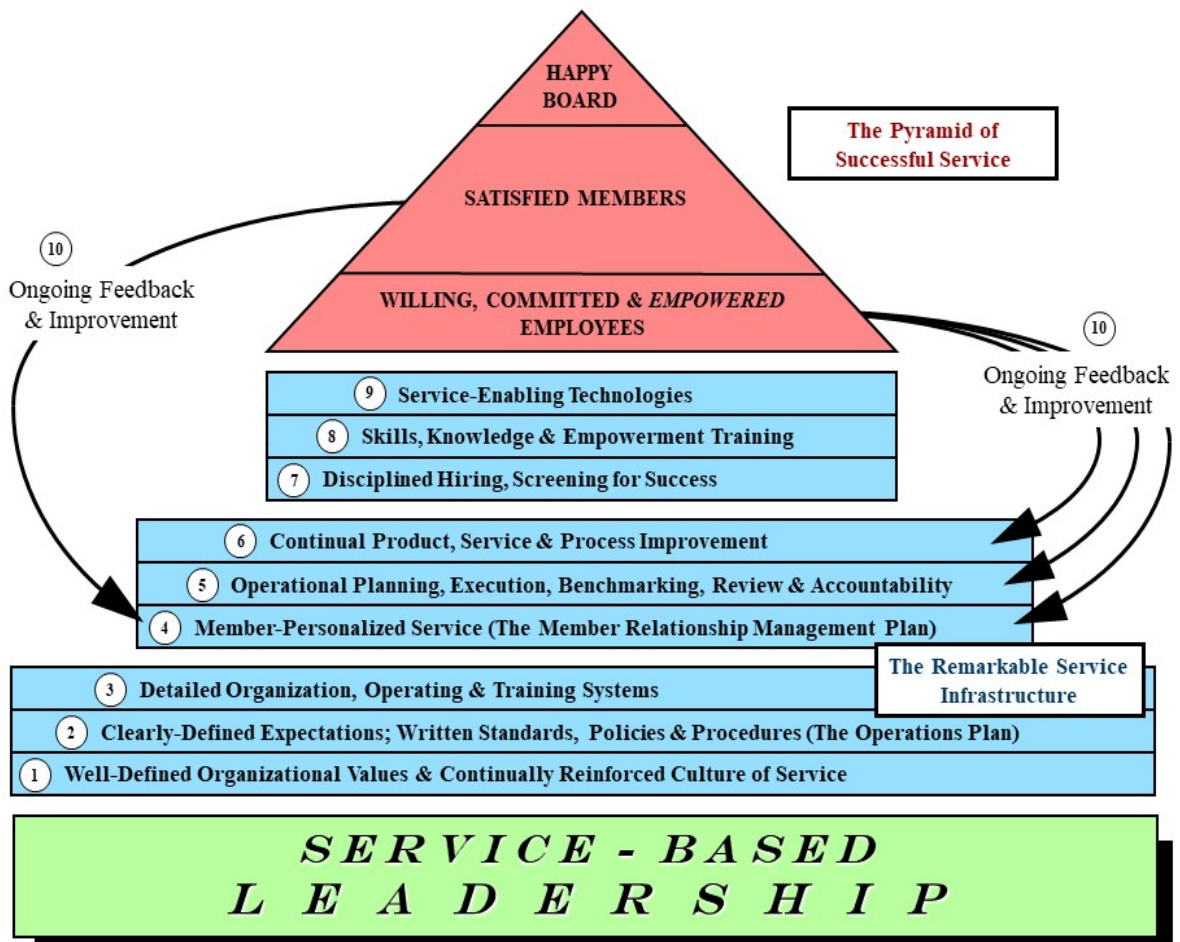 HAPPY
BOARD
The Pyramid of
Successful Service
SATISFIED MEMBERS
10
Ongoing Feedback
& Improvement
WILLING, COMMITTED & EMPOWERED
EMPLOYEES
10
Ongoing Feedback
& Improvement
9 Service-Enabling Technologies
8 Skills, Knowledge & Empowerment Training
7 Disciplined Hiring, Screening for Success
6 Continual Product, Service & Process Improvement
5 Operational Planning, Execution, Benchmarking, Review & Accountability
4 Member-Personalized Service (The Member Relationship Management Plan)
The Remarkable Service
Infrastructure
3 Detailed Organization, Operating & Training Systems
2 Clearly-Defined Expectations; Written Standards, Policies & Procedures (The Operations Plan)
1 Well-Defined Organizational Values & Continually Reinforced Culture of Service
SERVICE - BASED
LEADERSHIP